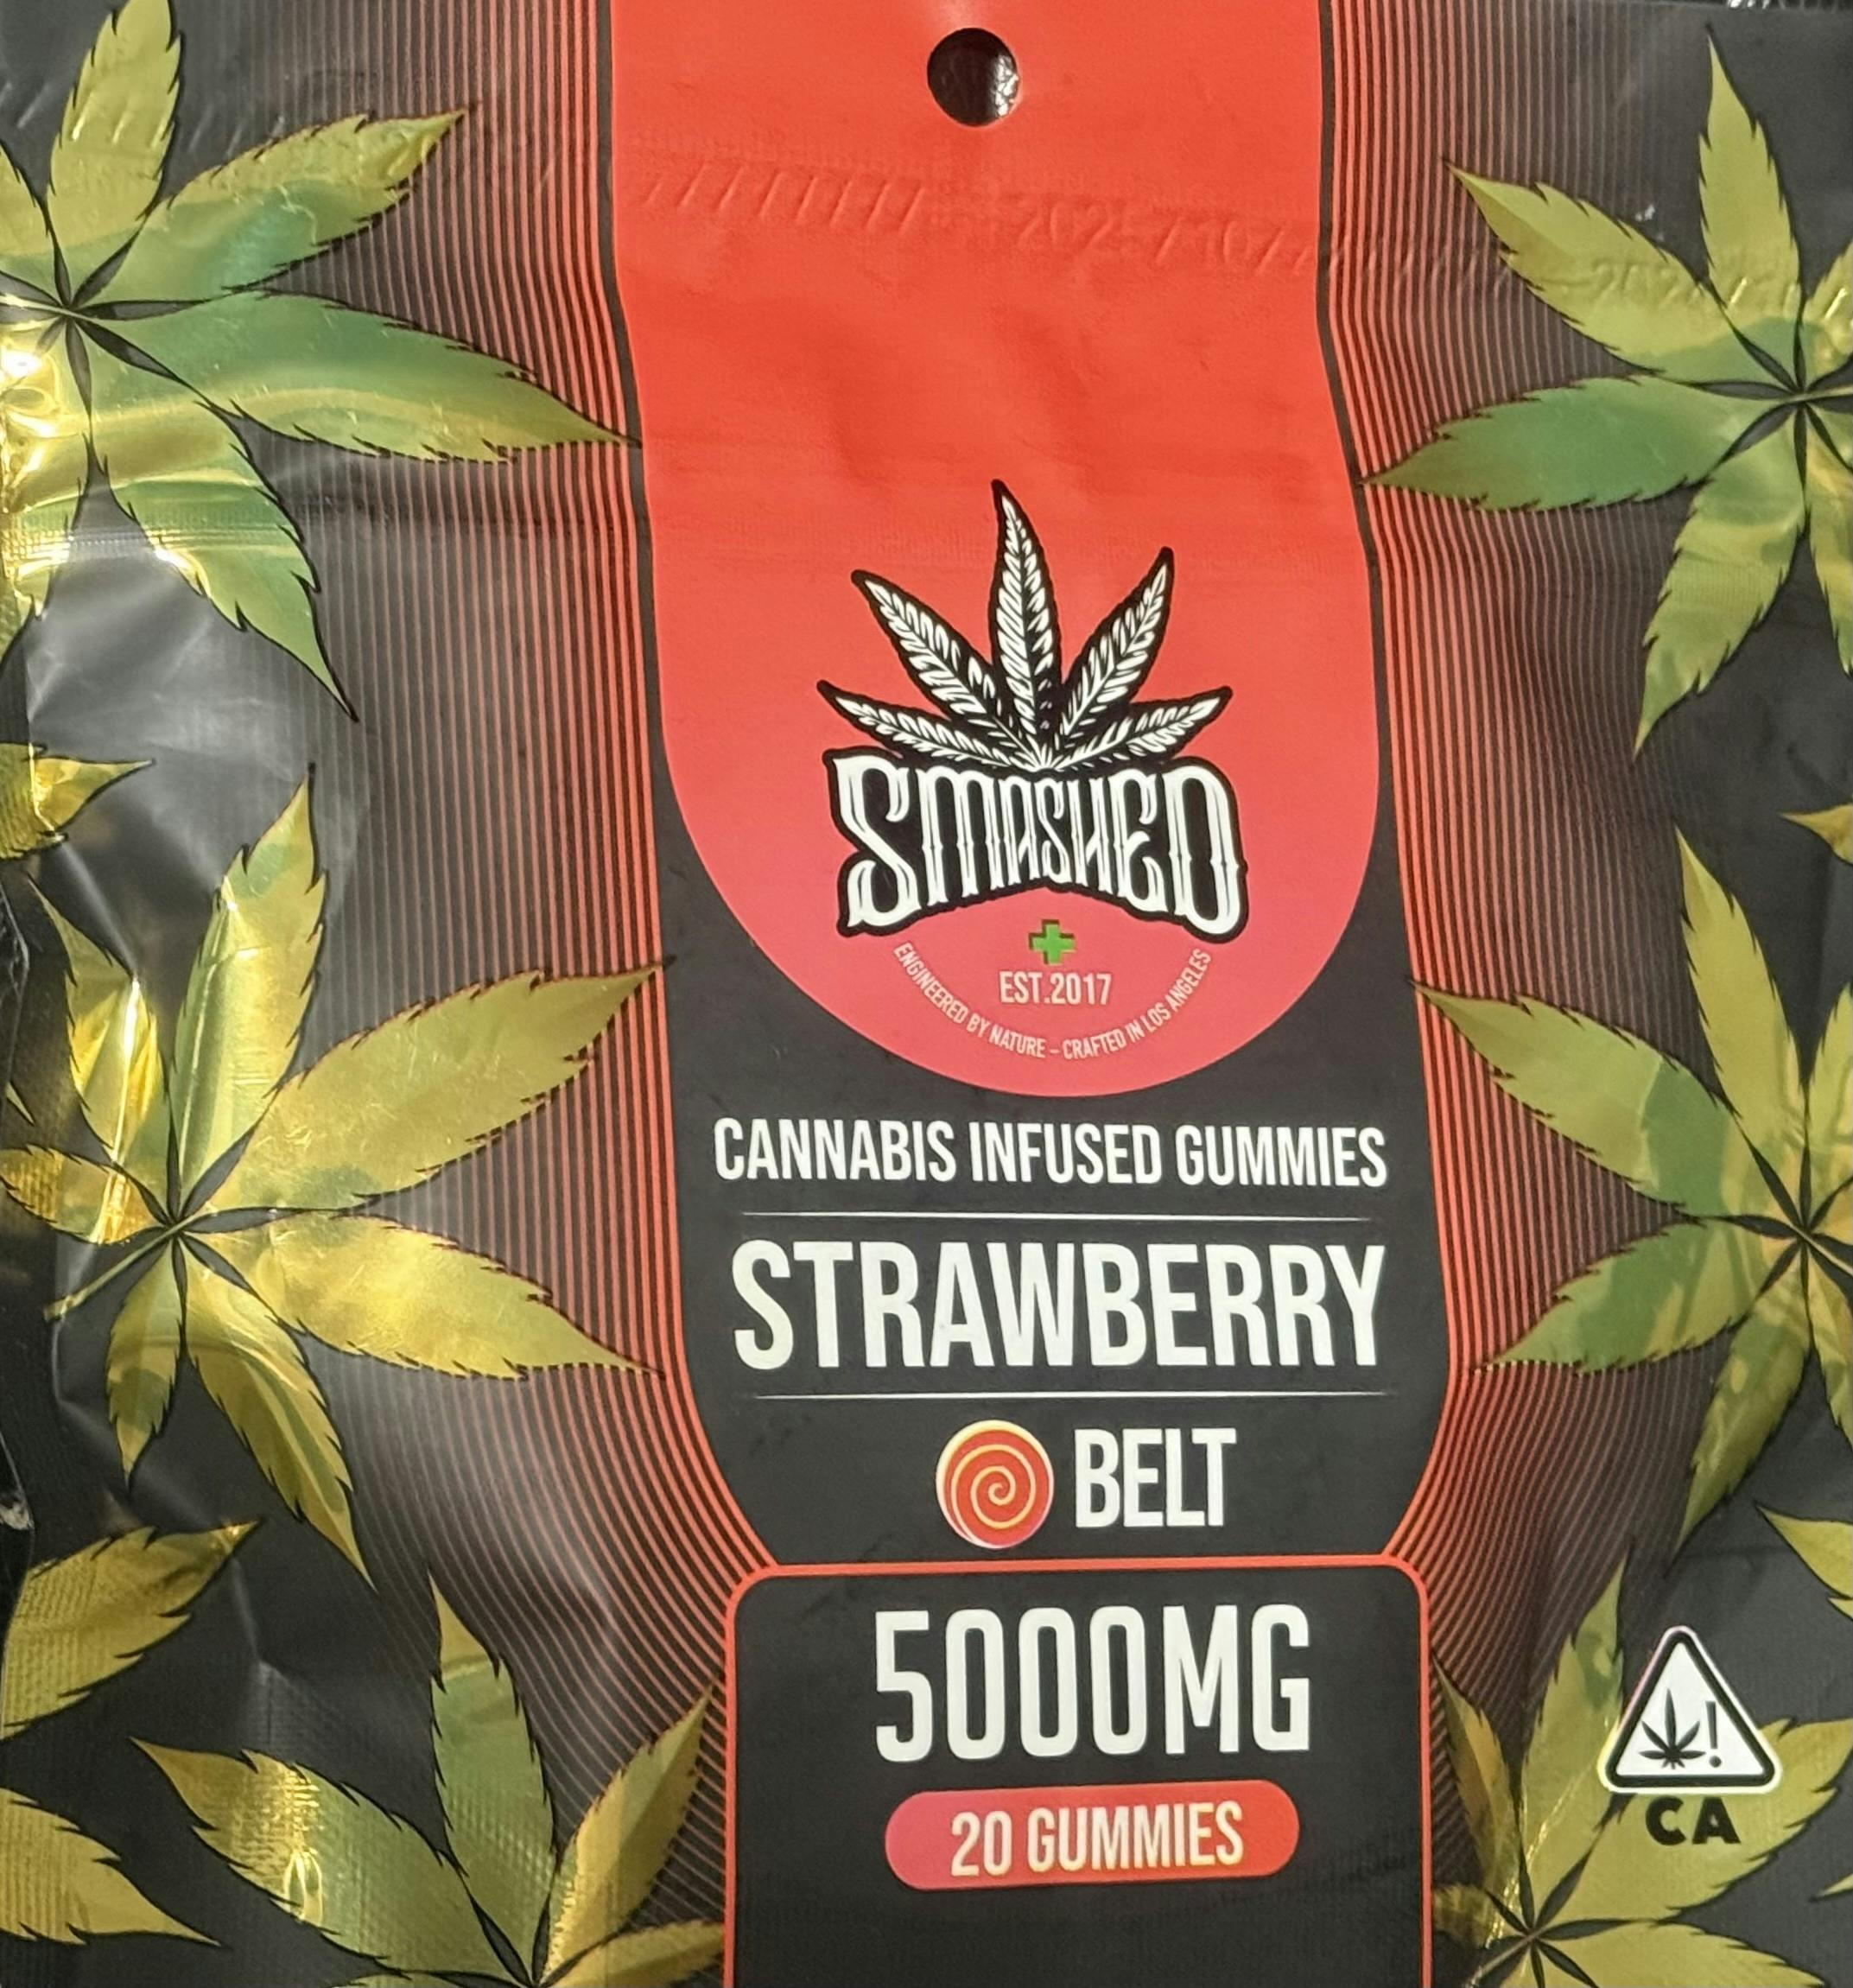 SMASHED
EST.2017
ENGINEERED BY NATURE - CRAFTED IN LOS ANGELES
CANNABIS INFUSED GUMMIES
STRAWBERRY
BELT
5000MG
20 GUMMIES
!
CA